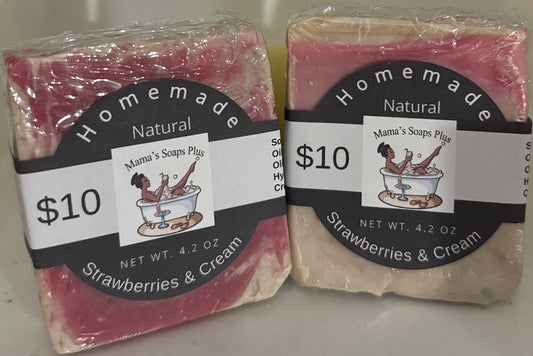 Homemade
Natural
Mama's Soaps Plus
$10
NET WT. 4.2 OZ
Strawberries & Cream
Homemade
Natural
Mama's Soaps Plus
$10
NET WT. 4.2 OZ
Strawberries & Cream